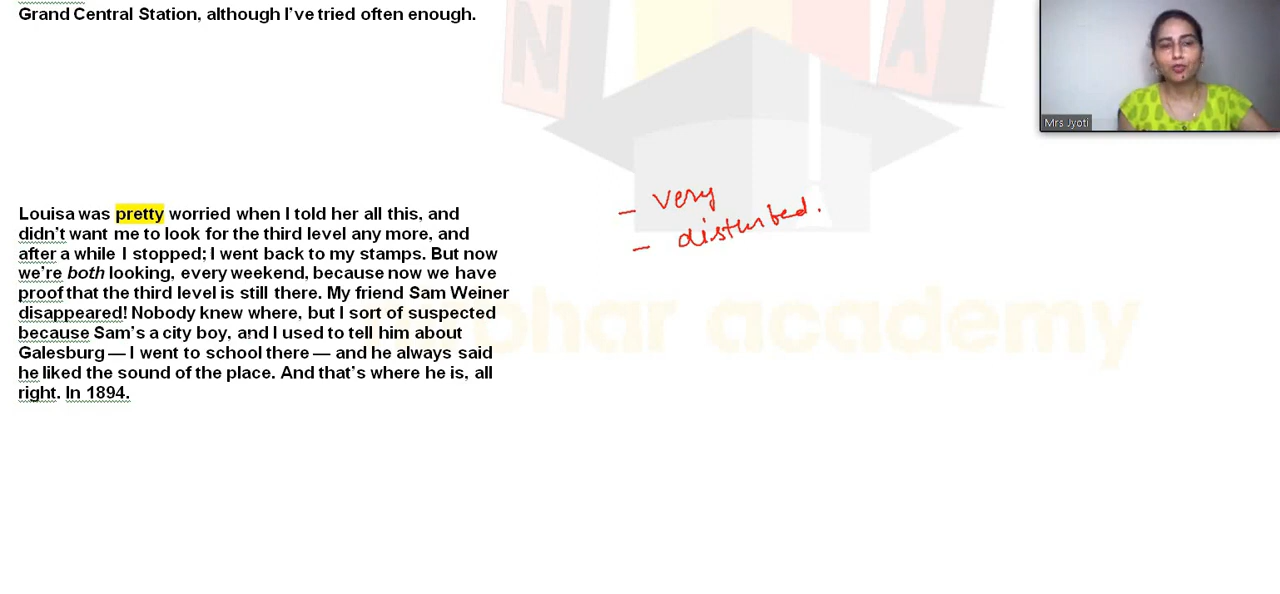 Grand Central Station, although I've tried often enough.
Mrs Jyoti
Louisa was pretty worried when I told her all this, and
didn't want me to look for the third level any more, and
after a while I stopped; I went back to my stamps. But now
we're both looking, every weekend, because now we have
proof that the third level is still there. My friend Sam Weiner
disappeared! Nobody knew where, but I sort of suspected
because Sam's a city boy, and I used to tell him about
Galesburg — I went to school there — and he always said
he liked the sound of the place. And that's where he is, all
right. In 1894.
– very
– disturbed.
academy
N
A